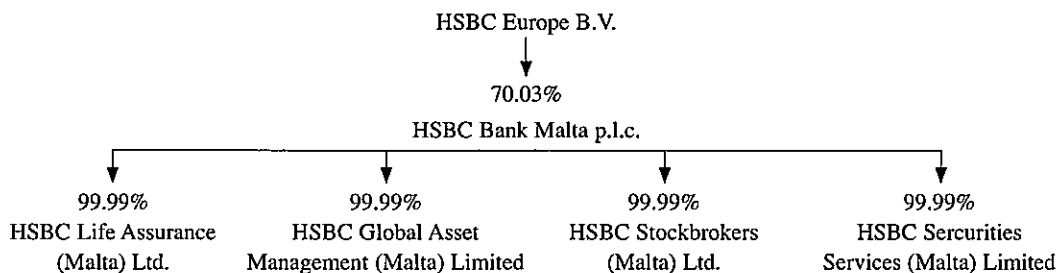 HSBC Europe B.V.
70.03%
HSBC Bank Malta p.l.c.
99.99% 99.99% 99.99% 99.99%
HSBC Life Assurance HSBC Global Asset HSBC Stockbrokers HSBC Sercurities
(Malta) Ltd. Management (Malta) Limited (Malta) Ltd. Services (Malta) Limited